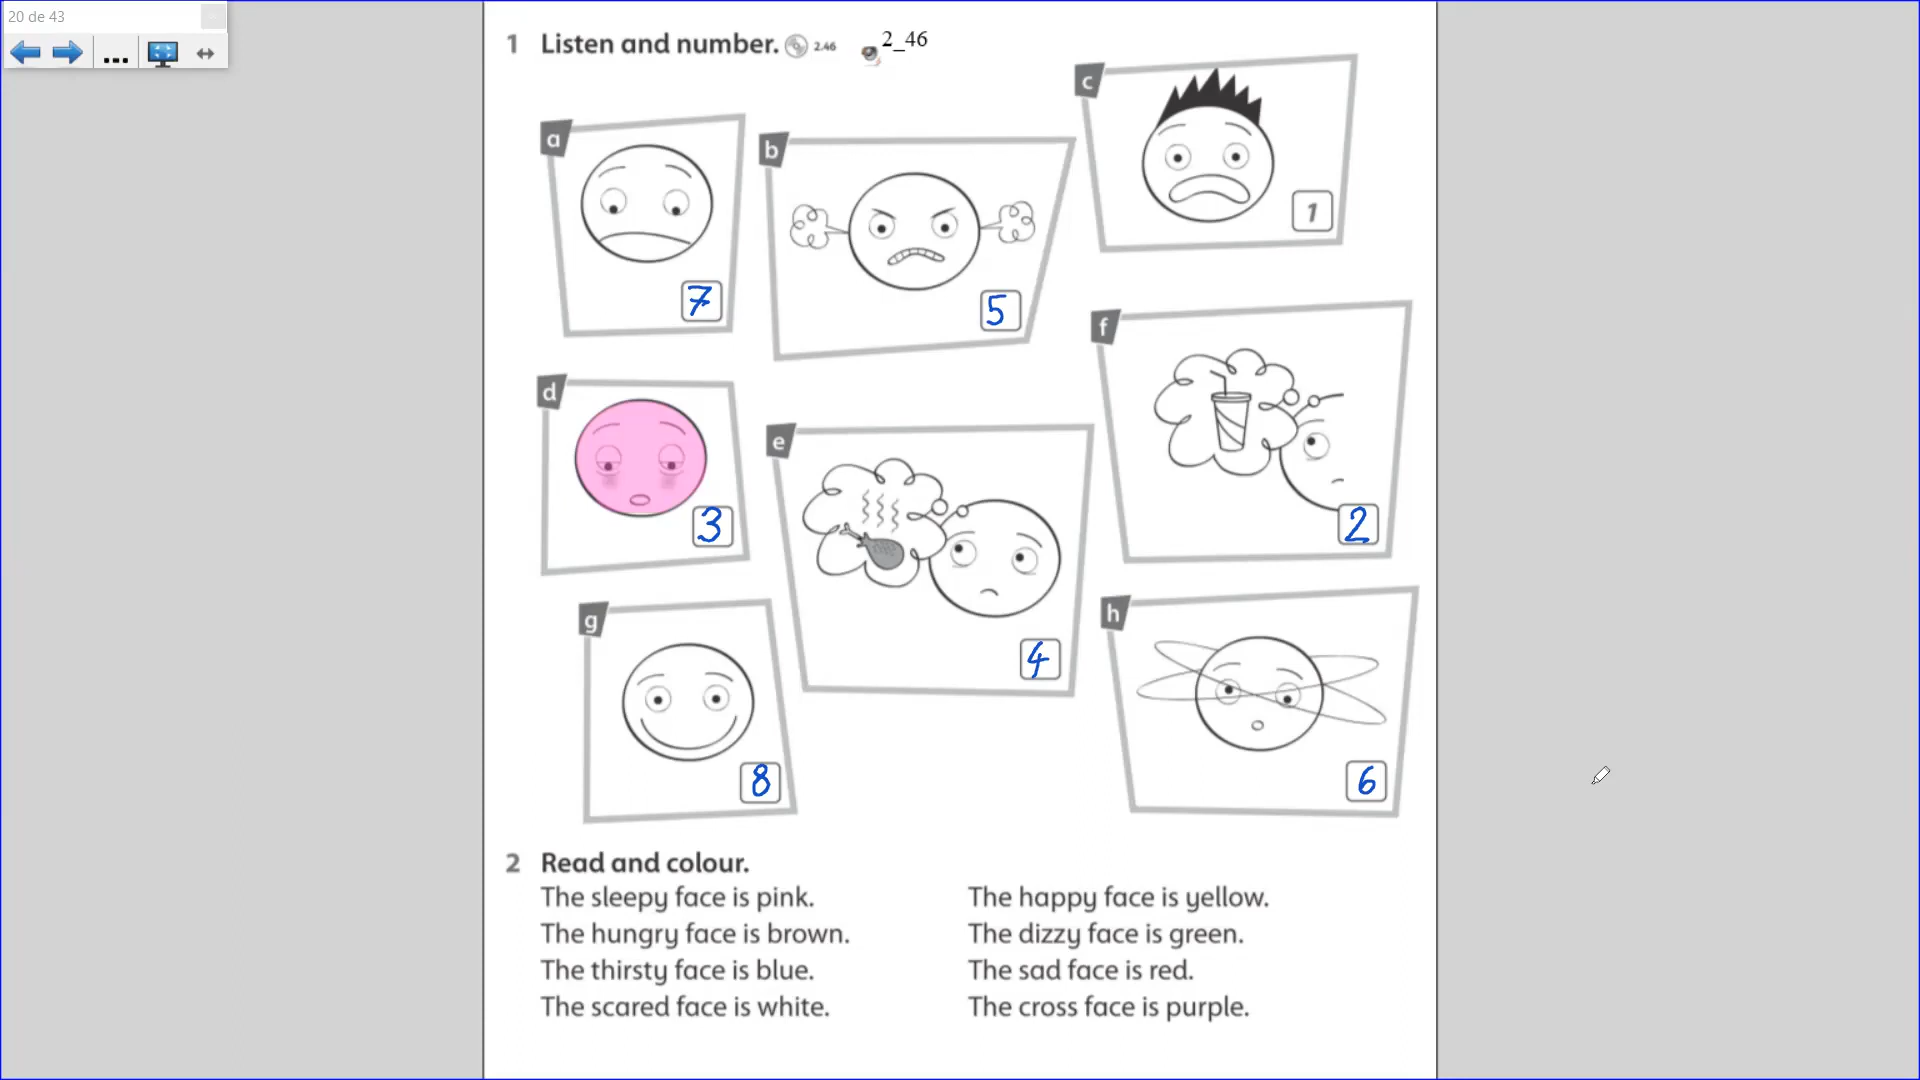 20 de 43
1 Listen and number. 2.46 2_46
a
7
b
5
c
1
d
3
e
4
f
2
g
8
h
6
2 Read and colour.
The sleepy face is pink.
The hungry face is brown.
The thirsty face is blue.
The scared face is white.
The happy face is yellow.
The dizzy face is green.
The sad face is red.
The cross face is purple.